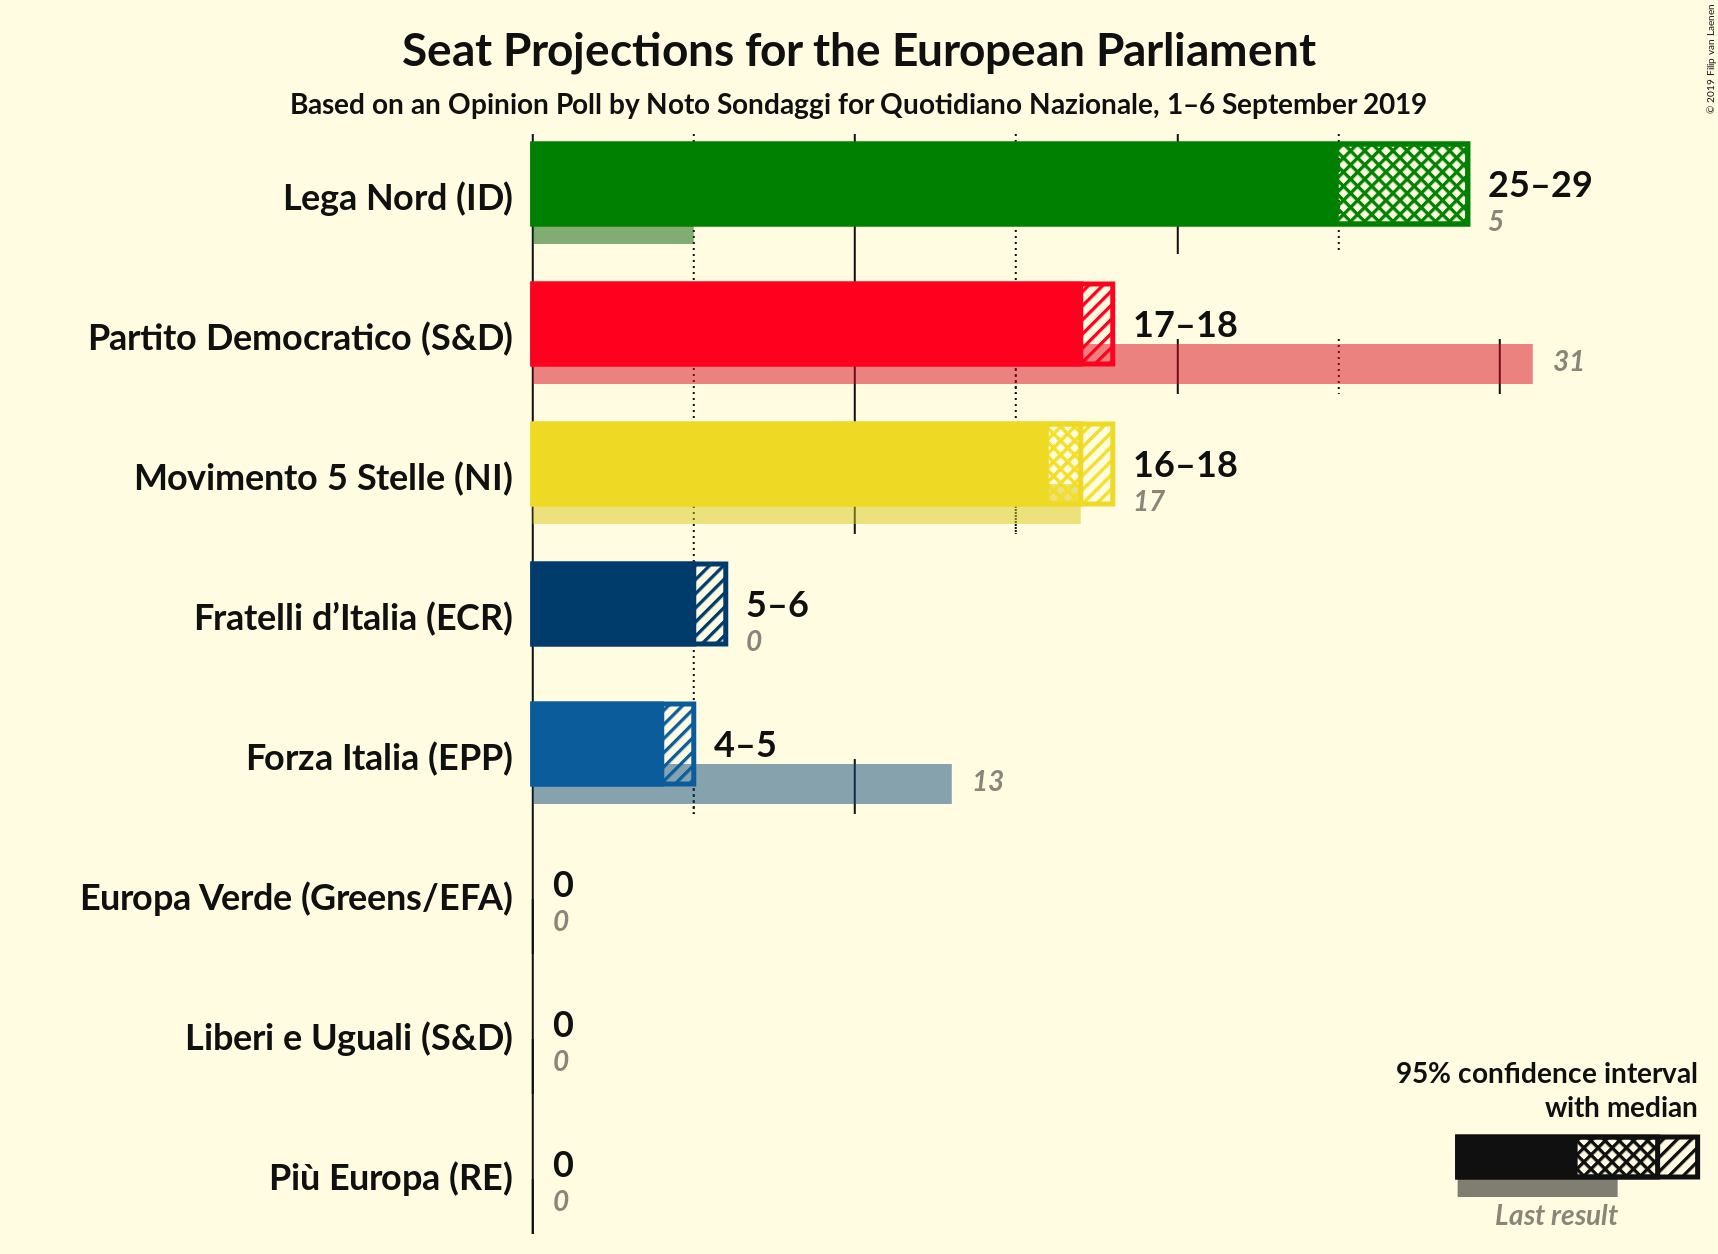 Seat Projections for the European Parliament
Based on an Opinion Poll by Noto Sondaggi for Quotidiano Nazionale, 1–6 September 2019
© 2019 Filip van Laenen
Lega Nord (ID)
25–29
5
Partito Democratico (S&D)
17–18
31
Movimento 5 Stelle (NI)
16–18
17
Fratelli d’Italia (ECR)
5–6
0
Forza Italia (EPP)
4–5
13
Europa Verde (Greens/EFA)
0
0
Liberi e Uguali (S&D)
0
0
Più Europa (RE)
0
0
95% confidence interval
with median
Last result